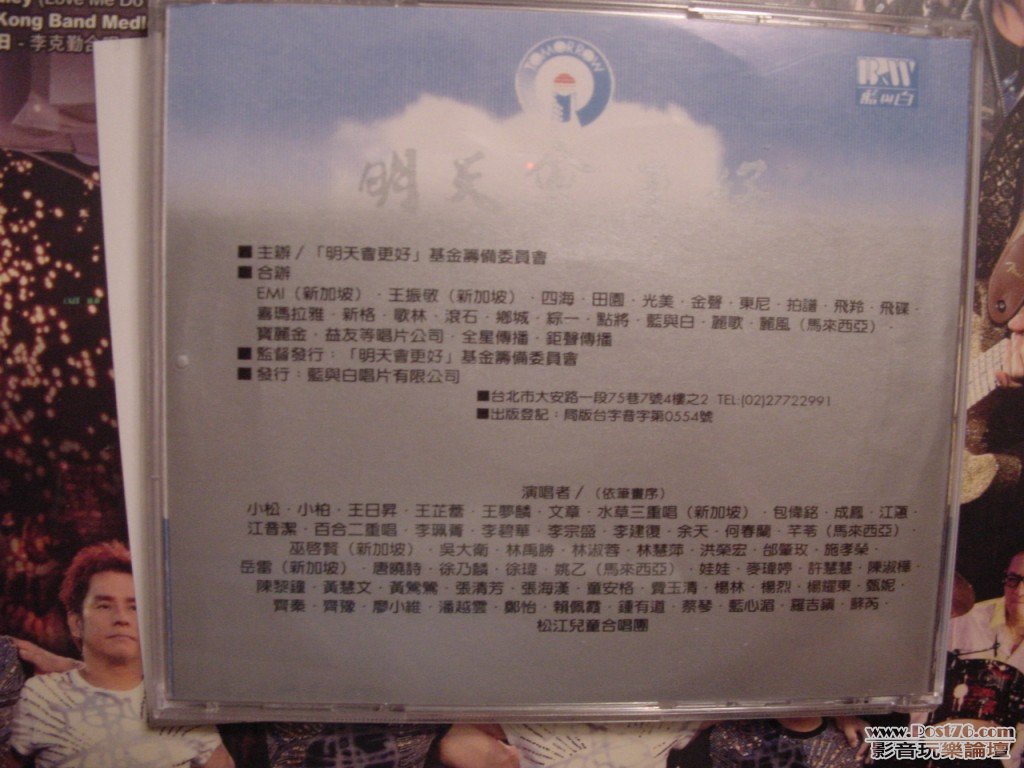 ley (Love Me Do
Kong Band Medl
日 - 李克勤合
TOMORROW
B&W
藍與白
明天會更好
■ 主辦 / 「明天會更好」基金籌備委員會
■ 合辦
EMI（新加坡）· 王振敬（新加坡）· 四海 · 田園 · 光美 · 金聲 · 東尼 · 拍譜 · 飛羚 · 飛碟 ·
喜瑪拉雅 · 新格 · 歌林 · 滾石 · 鄉城 · 綜一 · 點將 · 藍與白 · 麗歌 · 麗風（馬來西亞）·
寶麗金 · 益友等唱片公司 · 全星傳播 · 鉅聲傳播
■ 監督發行：「明天會更好」基金籌備委員會
■ 發行：藍與白唱片有限公司
■台北市大安路一段75巷7號4樓之2 TEL:(02)27722991
■出版登記：局版台字音字第0554號
演唱者 / （依筆畫序）
小松 · 小柏 · 王日昇 · 王芷蕾 · 王夢麟 · 文章 · 水草三重唱（新加坡）· 包偉銘 · 成鳳 · 江蕙 ·
江音潔 · 百合二重唱 · 李佩菁 · 李碧華 · 李宗盛 · 李建復 · 余天 · 何春蘭 · 芊苓（馬來西亞）·
巫啓賢（新加坡）· 吳大衛 · 林禹勝 · 林淑蓉 · 林慧萍 · 洪榮宏 · 邰肇玫 · 施孝榮 ·
岳雷（新加坡）· 唐曉詩 · 徐乃麟 · 徐瑋 · 姚乙（馬來西亞）· 娃娃 · 麥瑋婷 · 許慧慧 · 陳淑樺 ·
陳黎鐘 · 黃慧文 · 黃鶯鶯 · 張清芳 · 張海漢 · 童安格 · 費玉清 · 楊林 · 楊烈 · 楊耀東 · 甄妮 ·
齊秦 · 齊豫 · 廖小維 · 潘越雲 · 鄭怡 · 賴佩霞 · 鍾有道 · 蔡琴 · 藍心湄 · 羅吉鎮 · 蘇芮 ·
松江兒童合唱團
www.Post76.com
影音玩樂論壇